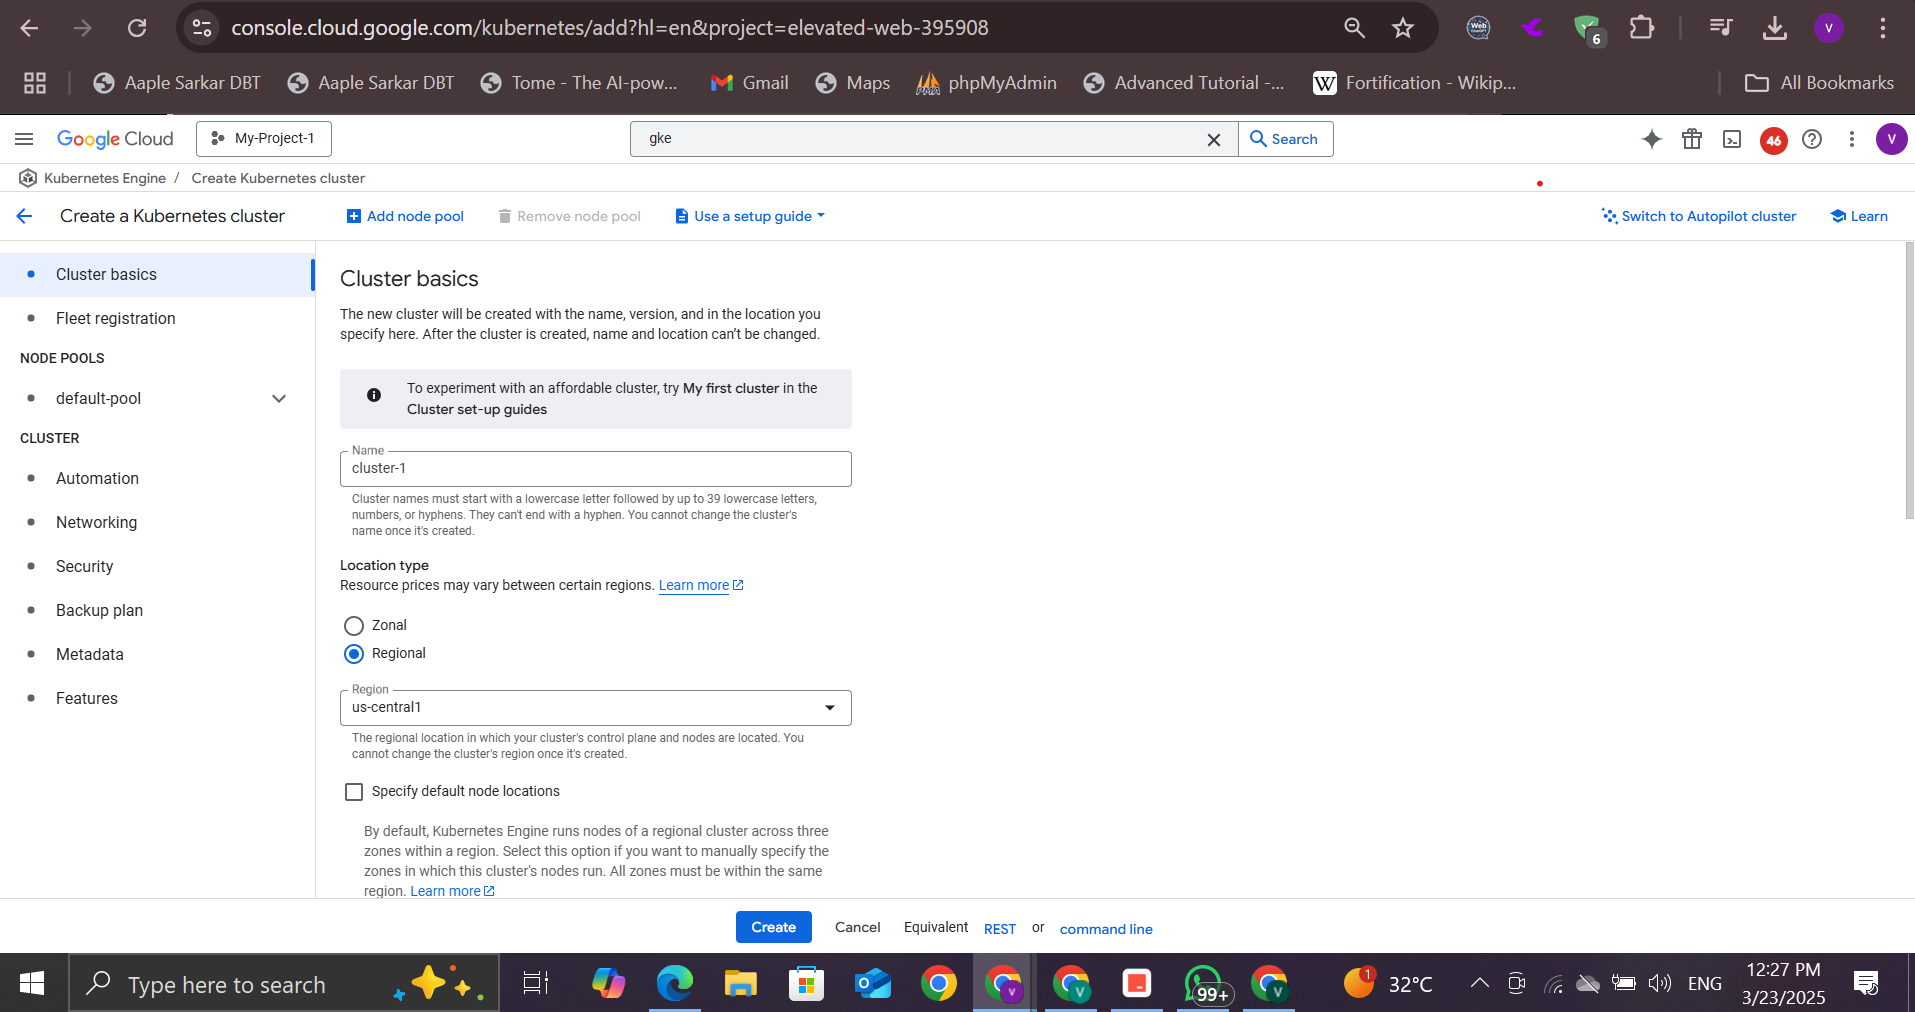 console.cloud.google.com/kubernetes/add?hl=en&project=elevated-web-395908
Web
6
V
Aaple Sarkar DBT
Aaple Sarkar DBT
Tome - The AI-pow...
Gmail
Maps
phpMyAdmin
Advanced Tutorial -...
W
Fortification - Wikip...
All Bookmarks
Google Cloud
My-Project-1
gke
Search
46
V
Kubernetes Engine / Create Kubernetes cluster
Create a Kubernetes cluster
Add node pool
Remove node pool
Use a setup guide
Switch to Autopilot cluster
Learn
Cluster basics
Fleet registration
NODE POOLS
default-pool
CLUSTER
Automation
Networking
Security
Backup plan
Metadata
Features
Cluster basics
The new cluster will be created with the name, version, and in the location you
specify here. After the cluster is created, name and location can't be changed.
To experiment with an affordable cluster, try My first cluster in the
Cluster set-up guides
Name
cluster-1
Cluster names must start with a lowercase letter followed by up to 39 lowercase letters,
numbers, or hyphens. They can't end with a hyphen. You cannot change the cluster's
name once it's created.
Location type
Resource prices may vary between certain regions. Learn more
Zonal
Regional
Region
us-central1
The regional location in which your cluster's control plane and nodes are located. You
cannot change the cluster's region once it's created.
Specify default node locations
By default, Kubernetes Engine runs nodes of a regional cluster across three
zones within a region. Select this option if you want to manually specify the
zones in which this cluster's nodes run. All zones must be within the same
region. Learn more
Create
Cancel
Equivalent REST or command line
Type here to search
V
V
99+
V
1
32°C
ENG
12:27 PM
3/23/2025